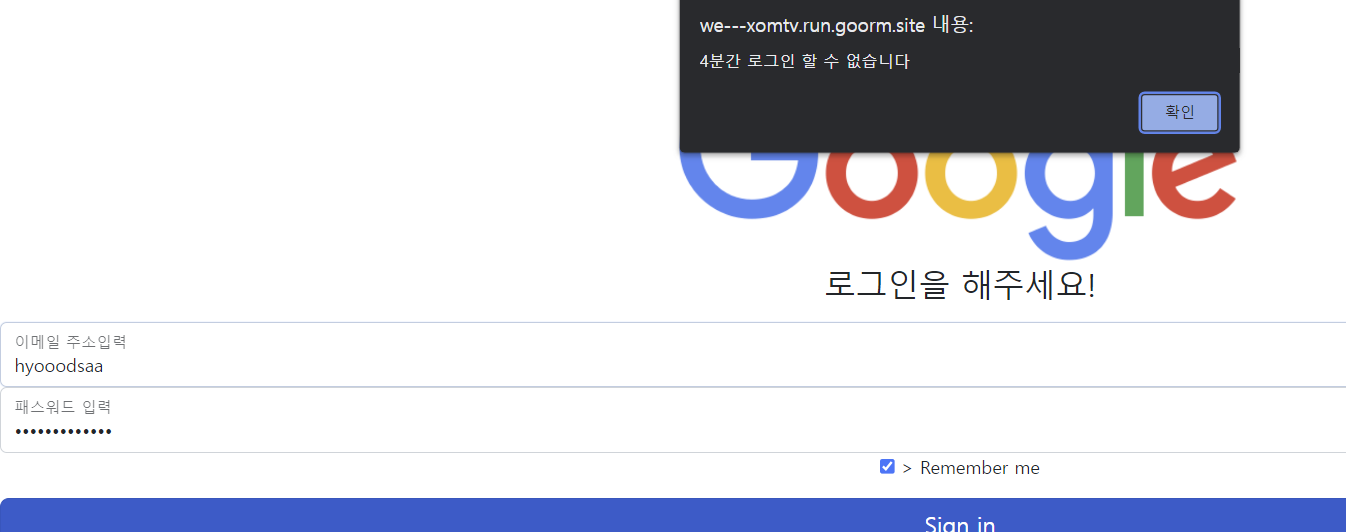 we---xomtv.run.goorm.site 내용:
4분간 로그인 할 수 없습니다
확인
Google
로그인을 해주세요!
이메일 주소입력
hyooodsaa
패스워드 입력
•••••••••••••
> Remember me
Sign in